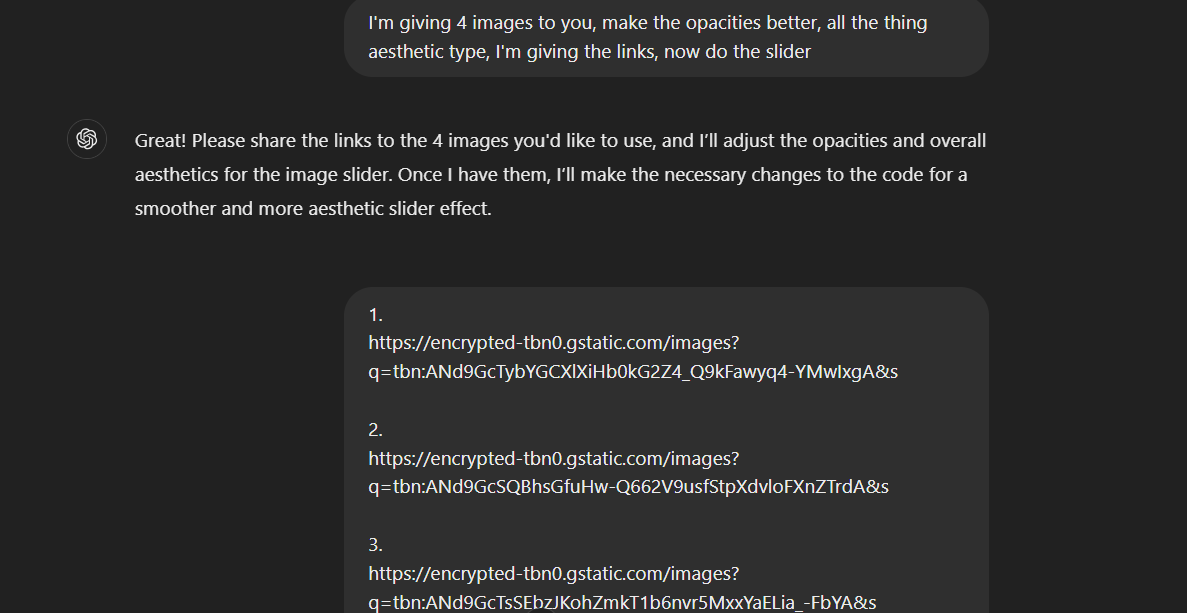 I'm giving 4 images to you, make the opacities better, all the thing
aesthetic type, I'm giving the links, now do the slider
Great! Please share the links to the 4 images you'd like to use, and I’ll adjust the opacities and overall
aesthetics for the image slider. Once I have them, I’ll make the necessary changes to the code for a
smoother and more aesthetic slider effect.
1.
https://encrypted-tbn0.gstatic.com/images?
q=tbn:ANd9GcTybYGCXlXiHb0kG2Z4_Q9kFawyq4-YMwIxgA&s
2.
https://encrypted-tbn0.gstatic.com/images?
q=tbn:ANd9GcSQBhsGfuHw-Q662V9usfStpXdvloFXnZTrdA&s
3.
https://encrypted-tbn0.gstatic.com/images?
q=tbn:ANd9GcTsSEbzJKohZmkT1b6nvr5MxxYaELia_-FbYA&s